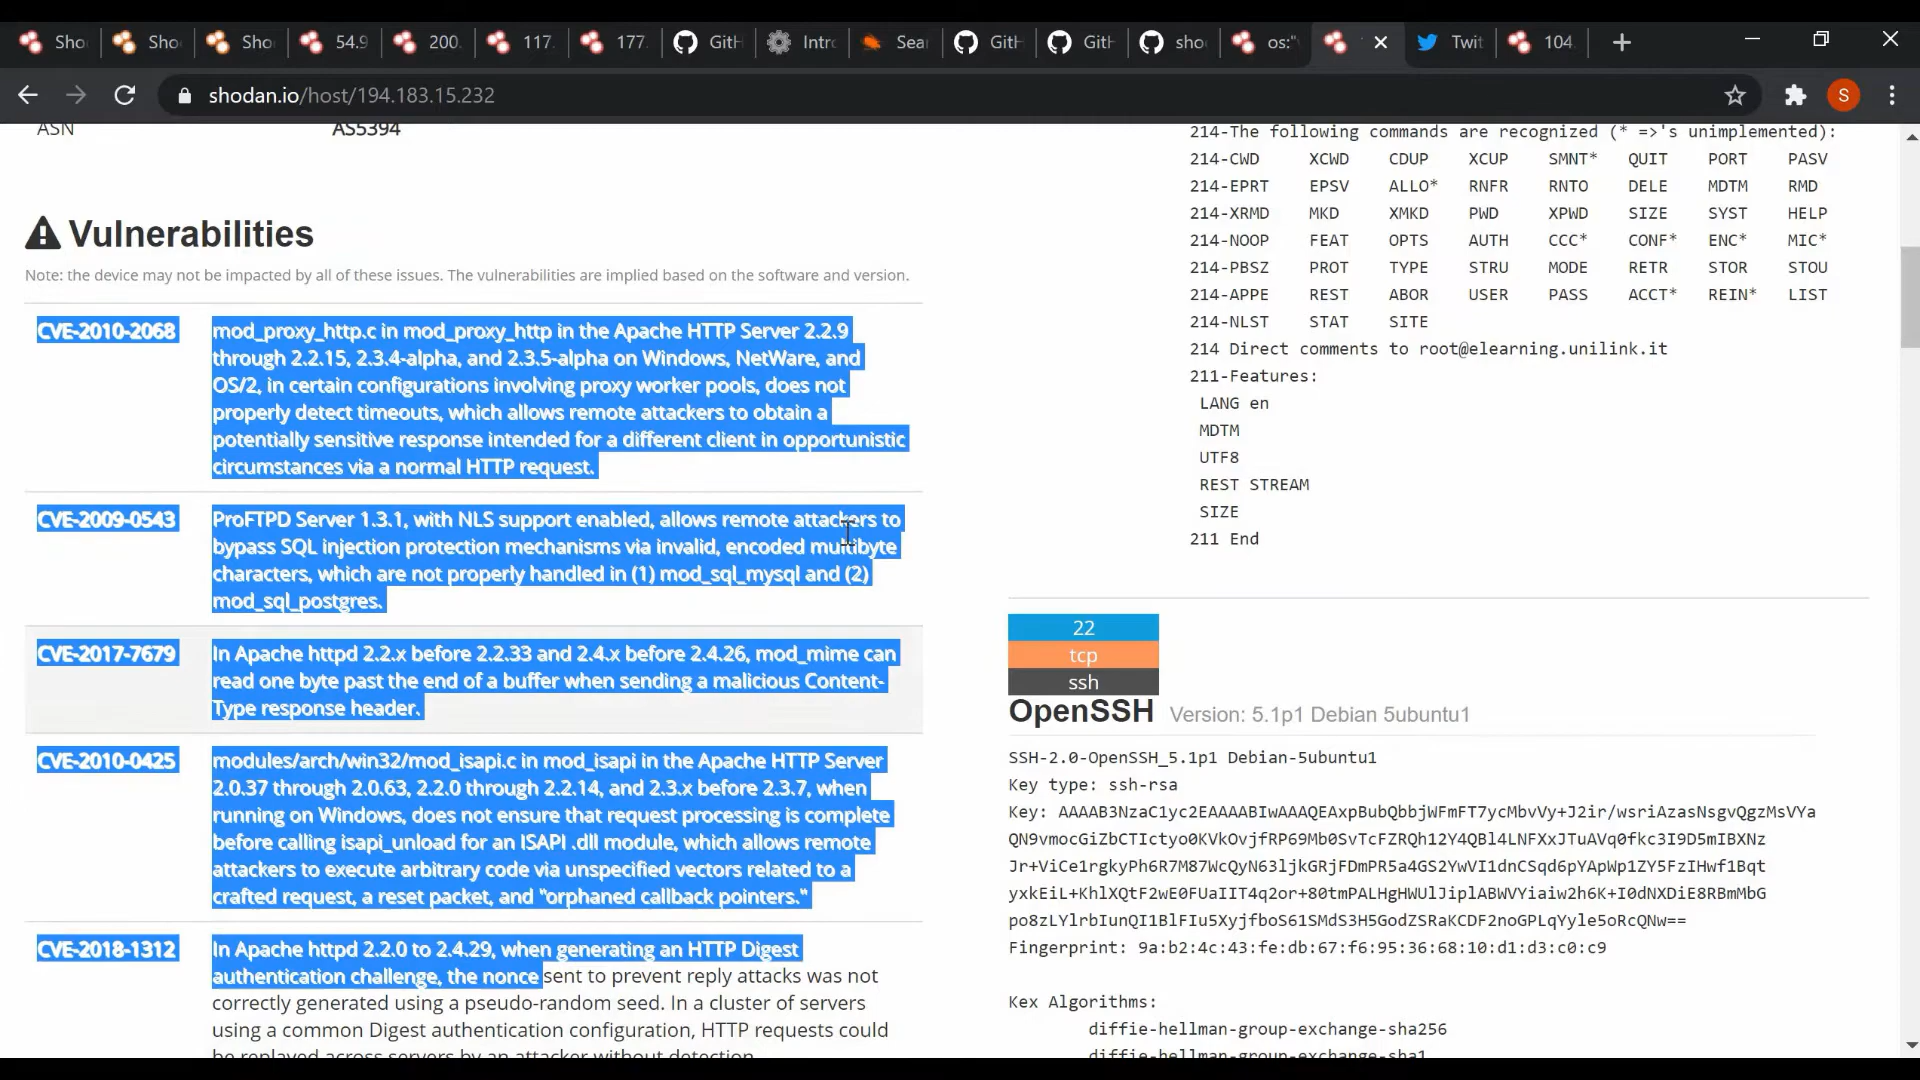 Sho
Sho
Sho
54.9
200.
117.
177.
GitH
Intro
Sear
GitH
GitH
sho
os:"
Twit
104.
shodan.io/host/194.183.15.232
S
ASN AS5394
Vulnerabilities
Note: the device may not be impacted by all of these issues. The vulnerabilities are implied based on the software and version.
CVE-2010-2068 mod_proxy_http.c in mod_proxy_http in the Apache HTTP Server 2.2.9
through 2.2.15, 2.3.4-alpha, and 2.3.5-alpha on Windows, NetWare, and
OS/2, in certain configurations involving proxy worker pools, does not
properly detect timeouts, which allows remote attackers to obtain a
potentially sensitive response intended for a different client in opportunistic
circumstances via a normal HTTP request.
CVE-2009-0543 ProFTPD Server 1.3.1, with NLS support enabled, allows remote attackers to
bypass SQL injection protection mechanisms via invalid, encoded multibyte
characters, which are not properly handled in (1) mod_sql_mysql and (2)
mod_sql_postgres.
CVE-2017-7679 In Apache httpd 2.2.x before 2.2.33 and 2.4.x before 2.4.26, mod_mime can
read one byte past the end of a buffer when sending a malicious Content-
Type response header.
CVE-2010-0425 modules/arch/win32/mod_isapi.c in mod_isapi in the Apache HTTP Server
2.0.37 through 2.0.63, 2.2.0 through 2.2.14, and 2.3.x before 2.3.7, when
running on Windows, does not ensure that request processing is complete
before calling isapi_unload for an ISAPI .dll module, which allows remote
attackers to execute arbitrary code via unspecified vectors related to a
crafted request, a reset packet, and "orphaned callback pointers."
CVE-2018-1312 In Apache httpd 2.2.0 to 2.4.29, when generating an HTTP Digest
authentication challenge, the nonce sent to prevent reply attacks was not
correctly generated using a pseudo-random seed. In a cluster of servers
using a common Digest authentication configuration, HTTP requests could
be replayed across servers by an attacker without detection.
214-The following commands are recognized (* =>'s unimplemented):
214-CWD XCWD CDUP XCUP SMNT* QUIT PORT PASV
214-EPRT EPSV ALLO* RNFR RNTO DELE MDTM RMD
214-XRMD MKD XMKD PWD XPWD SIZE SYST HELP
214-NOOP FEAT OPTS AUTH CCC* CONF* ENC* MIC*
214-PBSZ PROT TYPE STRU MODE RETR STOR STOU
214-APPE REST ABOR USER PASS ACCT* REIN* LIST
214-NLST STAT SITE
214 Direct comments to root@elearning.unilink.it
211-Features:
LANG en
MDTM
UTF8
REST STREAM
SIZE
211 End
22
tcp
ssh
OpenSSH Version: 5.1p1 Debian 5ubuntu1
SSH-2.0-OpenSSH_5.1p1 Debian-5ubuntu1
Key type: ssh-rsa
Key: AAAAB3NzaC1yc2EAAAABIwAAAQEAxpBubQbbjWFmFT7ycMbvVy+J2ir/wsriAzasNsgvQgzMsVYa
QN9vmocGiZbCTIctyo0KVkOvjfRP69Mb0SvTcFZRQh12Y4QBl4LNFXxJTuAVq0fkc3I9D5mIBXNz
Jr+ViCe1rgkyPh6R7M87WcQyN63ljkGRjFDmPR5a4GS2YwVI1dnCSqd6pYApWp1ZY5FzIHwf1Bqt
yxkEiL+KhlXQtF2wE0FUaIIT4q2or+80tmPALHgHWUlJiplABWVYiaiw2h6K+I0dNXDiE8RBmMbG
po8zLYlrbIunQI1BlFIu5XyjfboS61SMdS3H5GodZSRaKCDF2noGPLqYyle5oRcQNw==
Fingerprint: 9a:b2:4c:43:fe:db:67:f6:95:36:68:10:d1:d3:c0:c9
Kex Algorithms:
diffie-hellman-group-exchange-sha256
diffie-hellman-group-exchange-sha1